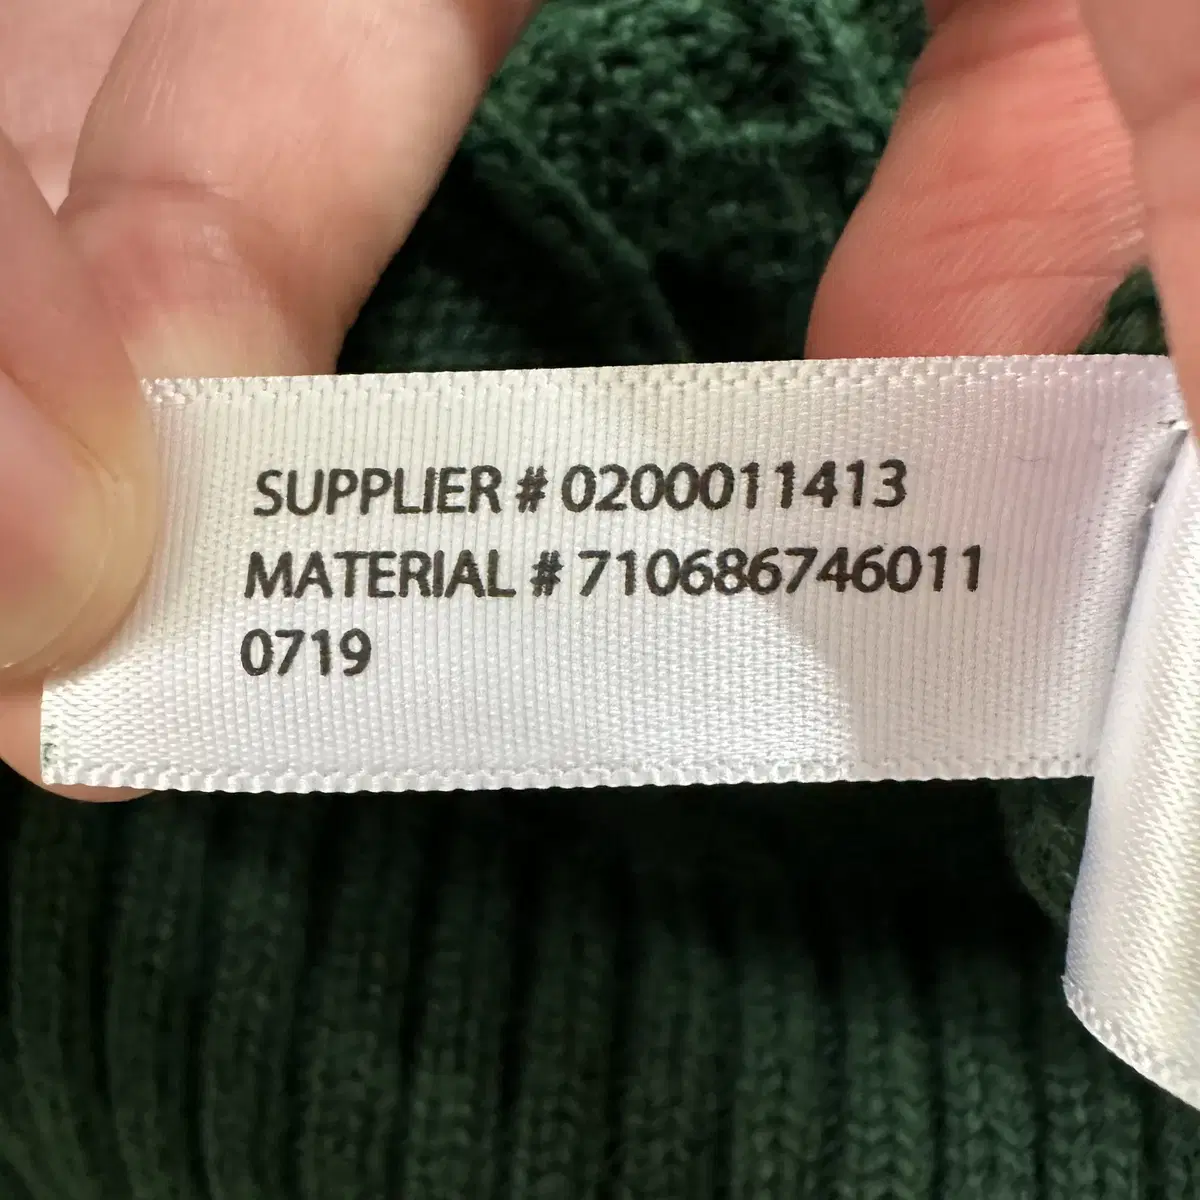 SUPPLIER # 0200011413
MATERIAL # 710686746011
0719